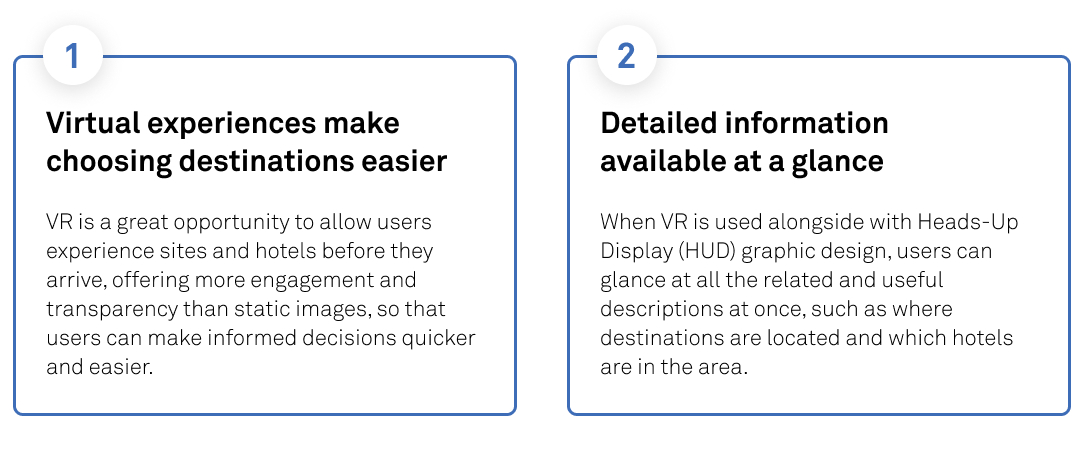 1
Virtual experiences make
choosing destinations easier
VR is a great opportunity to allow users
experience sites and hotels before they
arrive, offering more engagement and
transparency than static images, so that
users can make informed decisions quicker
and easier.
2
Detailed information
available at a glance
When VR is used alongside with Heads-Up
Display (HUD) graphic design, users can
glance at all the related and useful
descriptions at once, such as where
destinations are located and which hotels
are in the area.